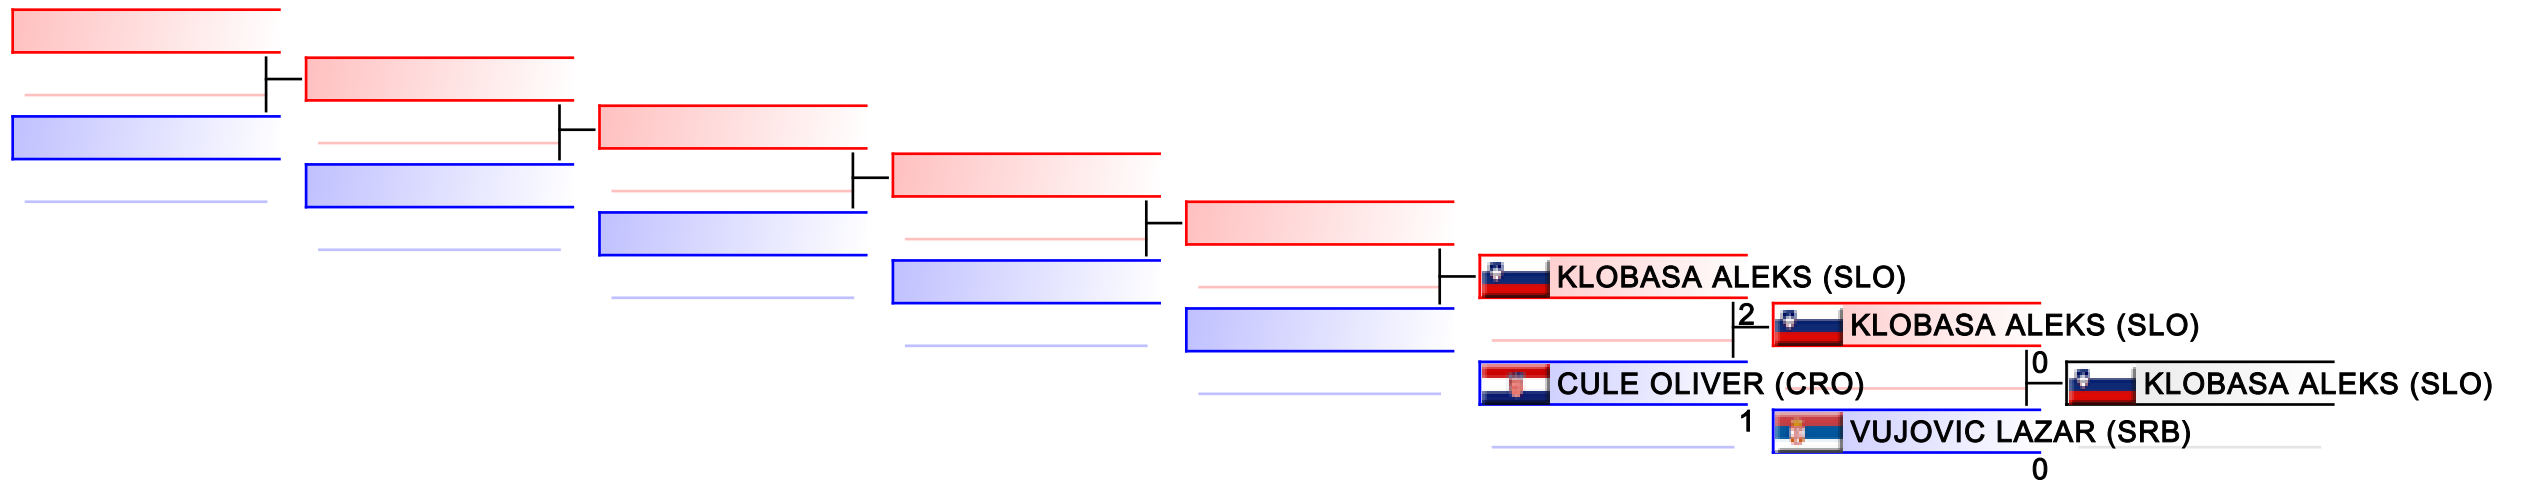 KLOBASA ALEKS (SLO)
2
KLOBASA ALEKS (SLO)
CULE OLIVER (CRO)
1
0
KLOBASA ALEKS (SLO)
VUJOVIC LAZAR (SRB)
0